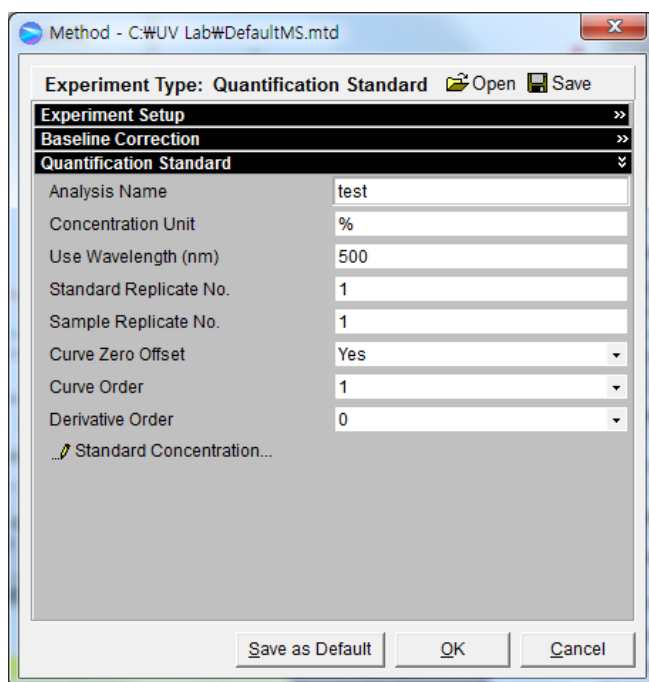 Method - C:₩UV Lab₩DefaultMS.mtd
Experiment Type: Quantification Standard Open Save
Experiment Setup
Baseline Correction
Quantification Standard
Analysis Name test
Concentration Unit %
Use Wavelength (nm) 500
Standard Replicate No. 1
Sample Replicate No. 1
Curve Zero Offset Yes
Curve Order 1
Derivative Order 0
Standard Concentration...
Save as Default OK Cancel